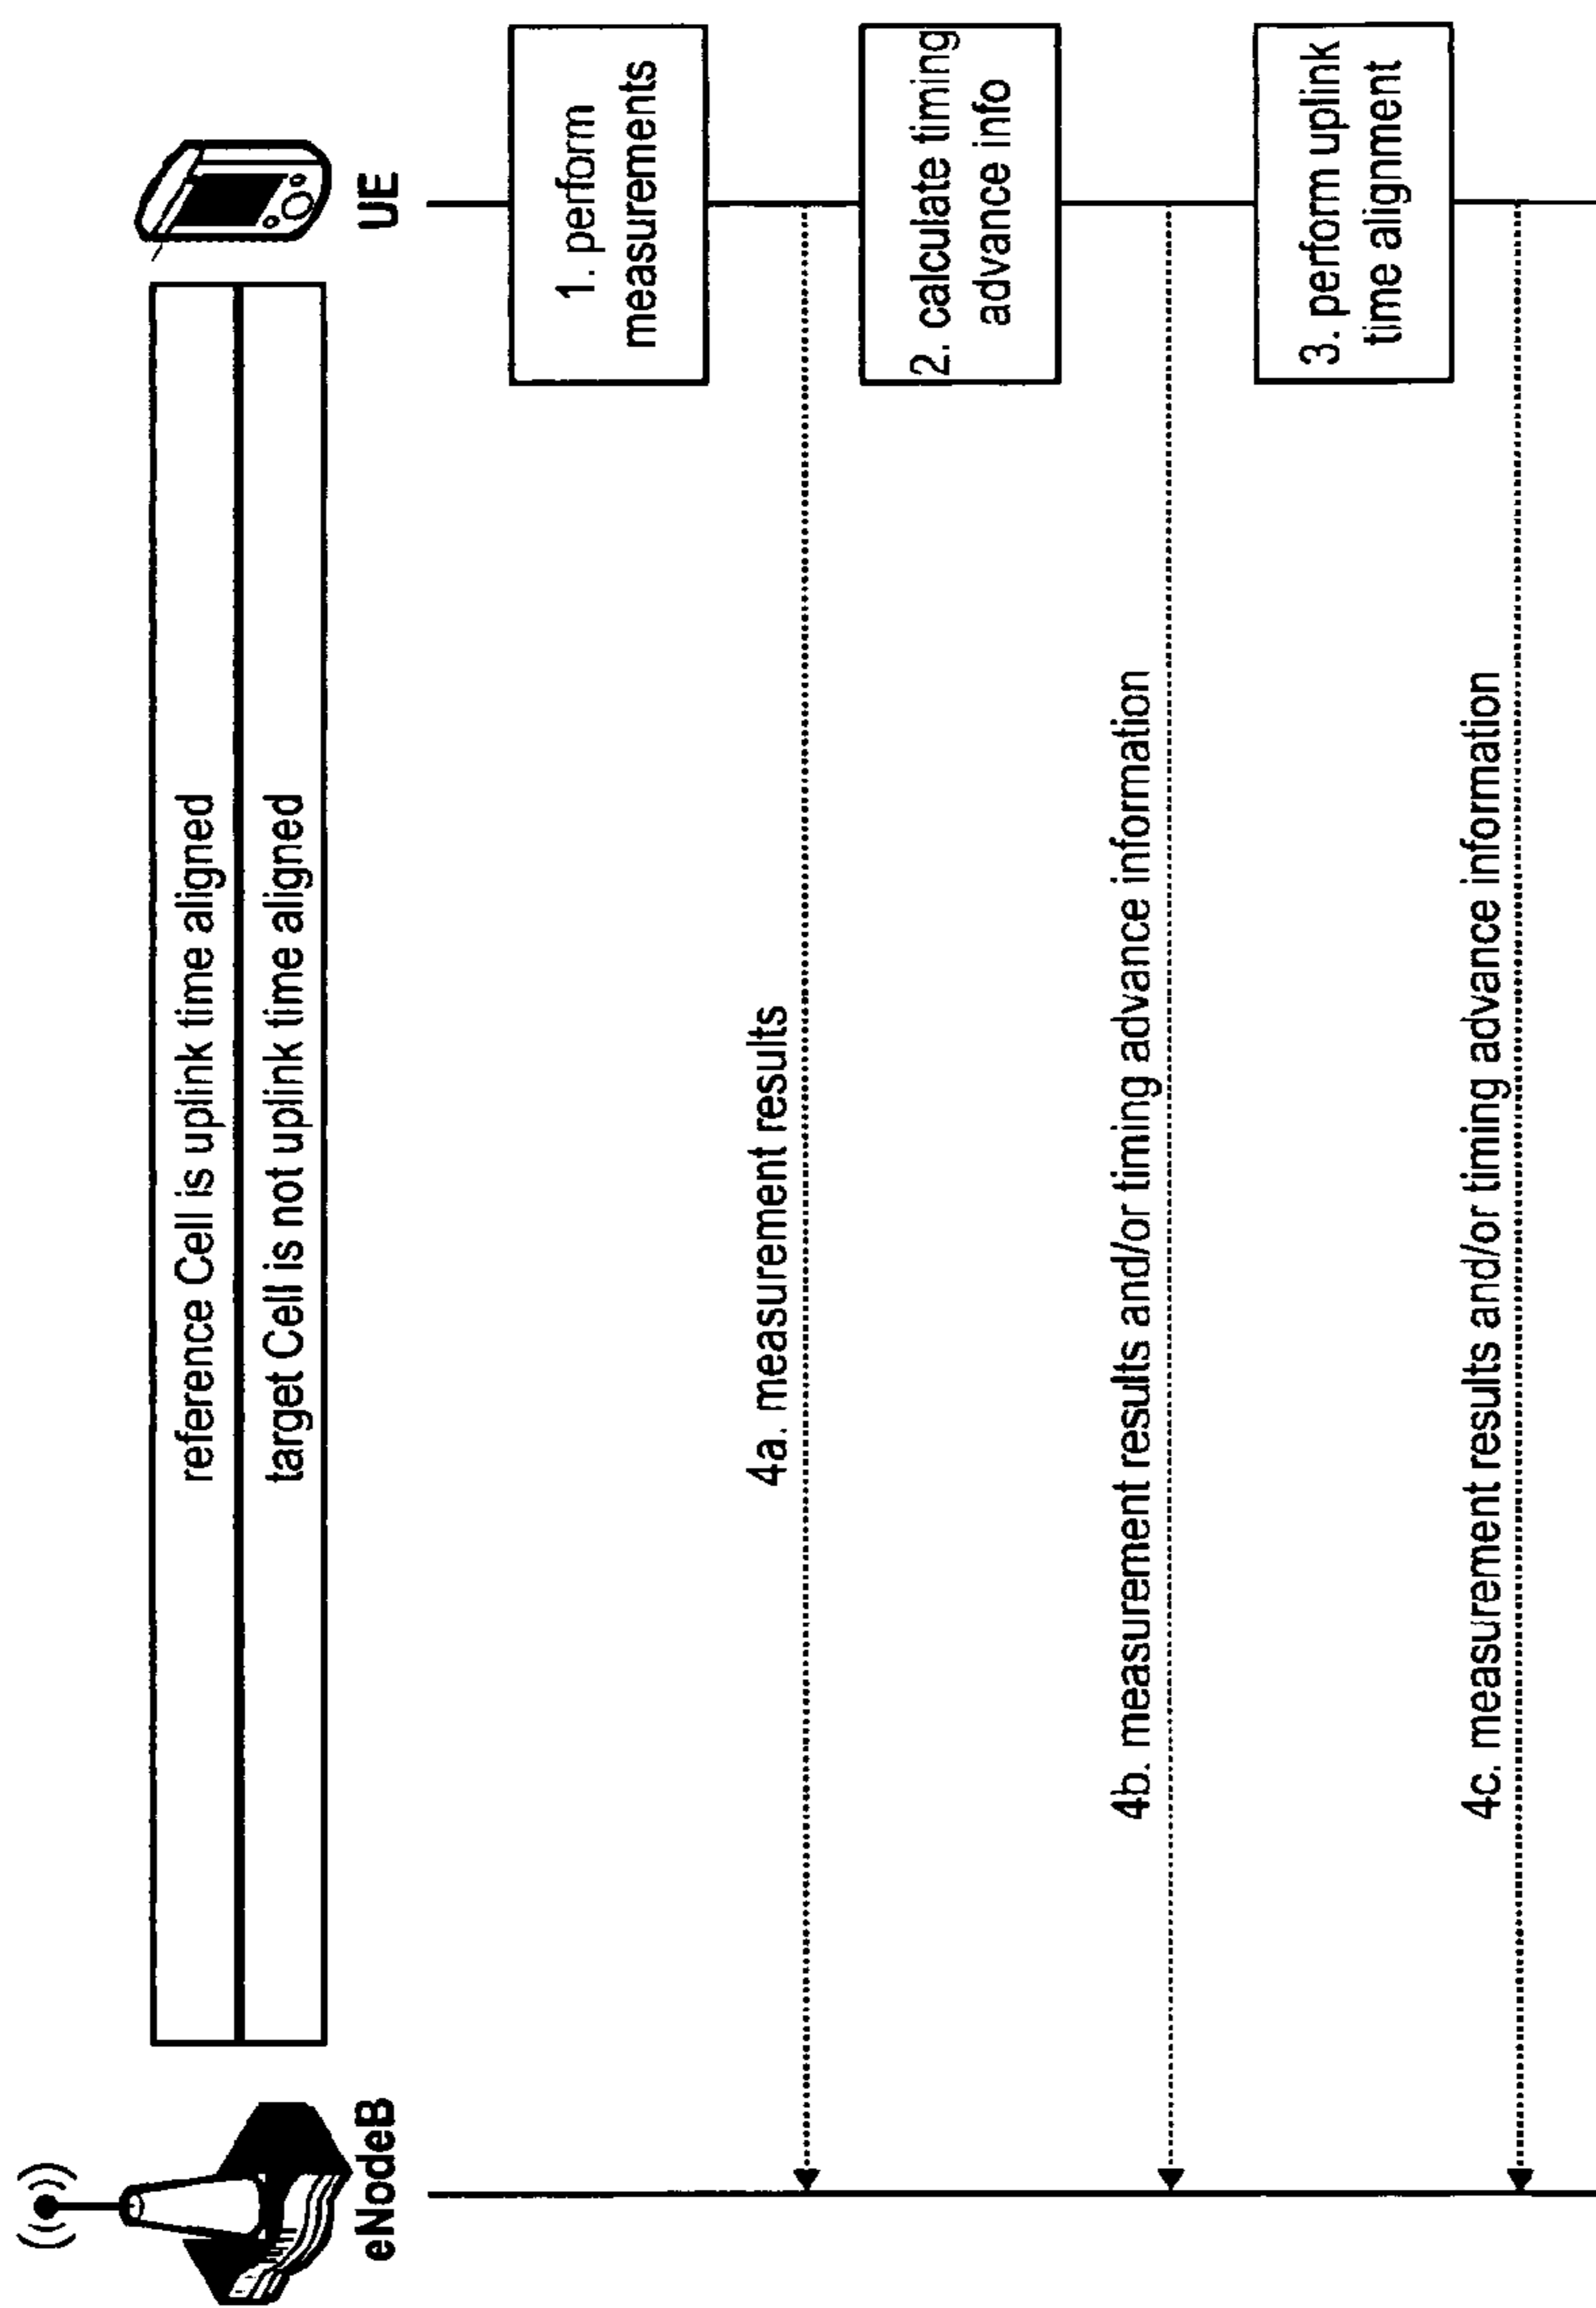 eNodeB
UE
reference Cell is uplink time aligned
target Cell is not uplink time aligned
1. perform
measurements
4a. measurement results
2. calculate timing
advance info
4b. measurement results and/or timing advance information
3. perform uplink
time alignment
4c. measurement results and/or timing advance information